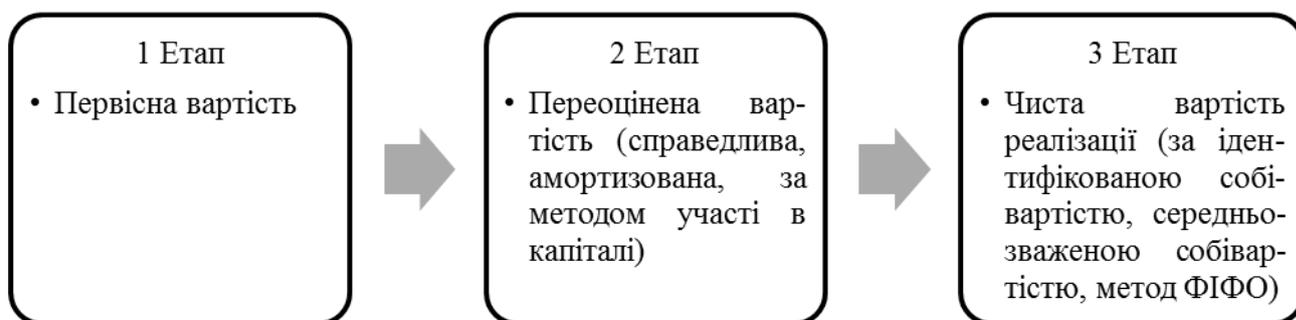 1 Етап
• Первісна вартість
2 Етап
• Переоцінена вар-
тість (справедлива,
амортизована, за
методом участі в
капіталі)
3 Етап
• Чиста вартість
реалізації (за іден-
тифікованою собі-
вартістю, середньо-
зваженою собівар-
тістю, метод ФІФО)